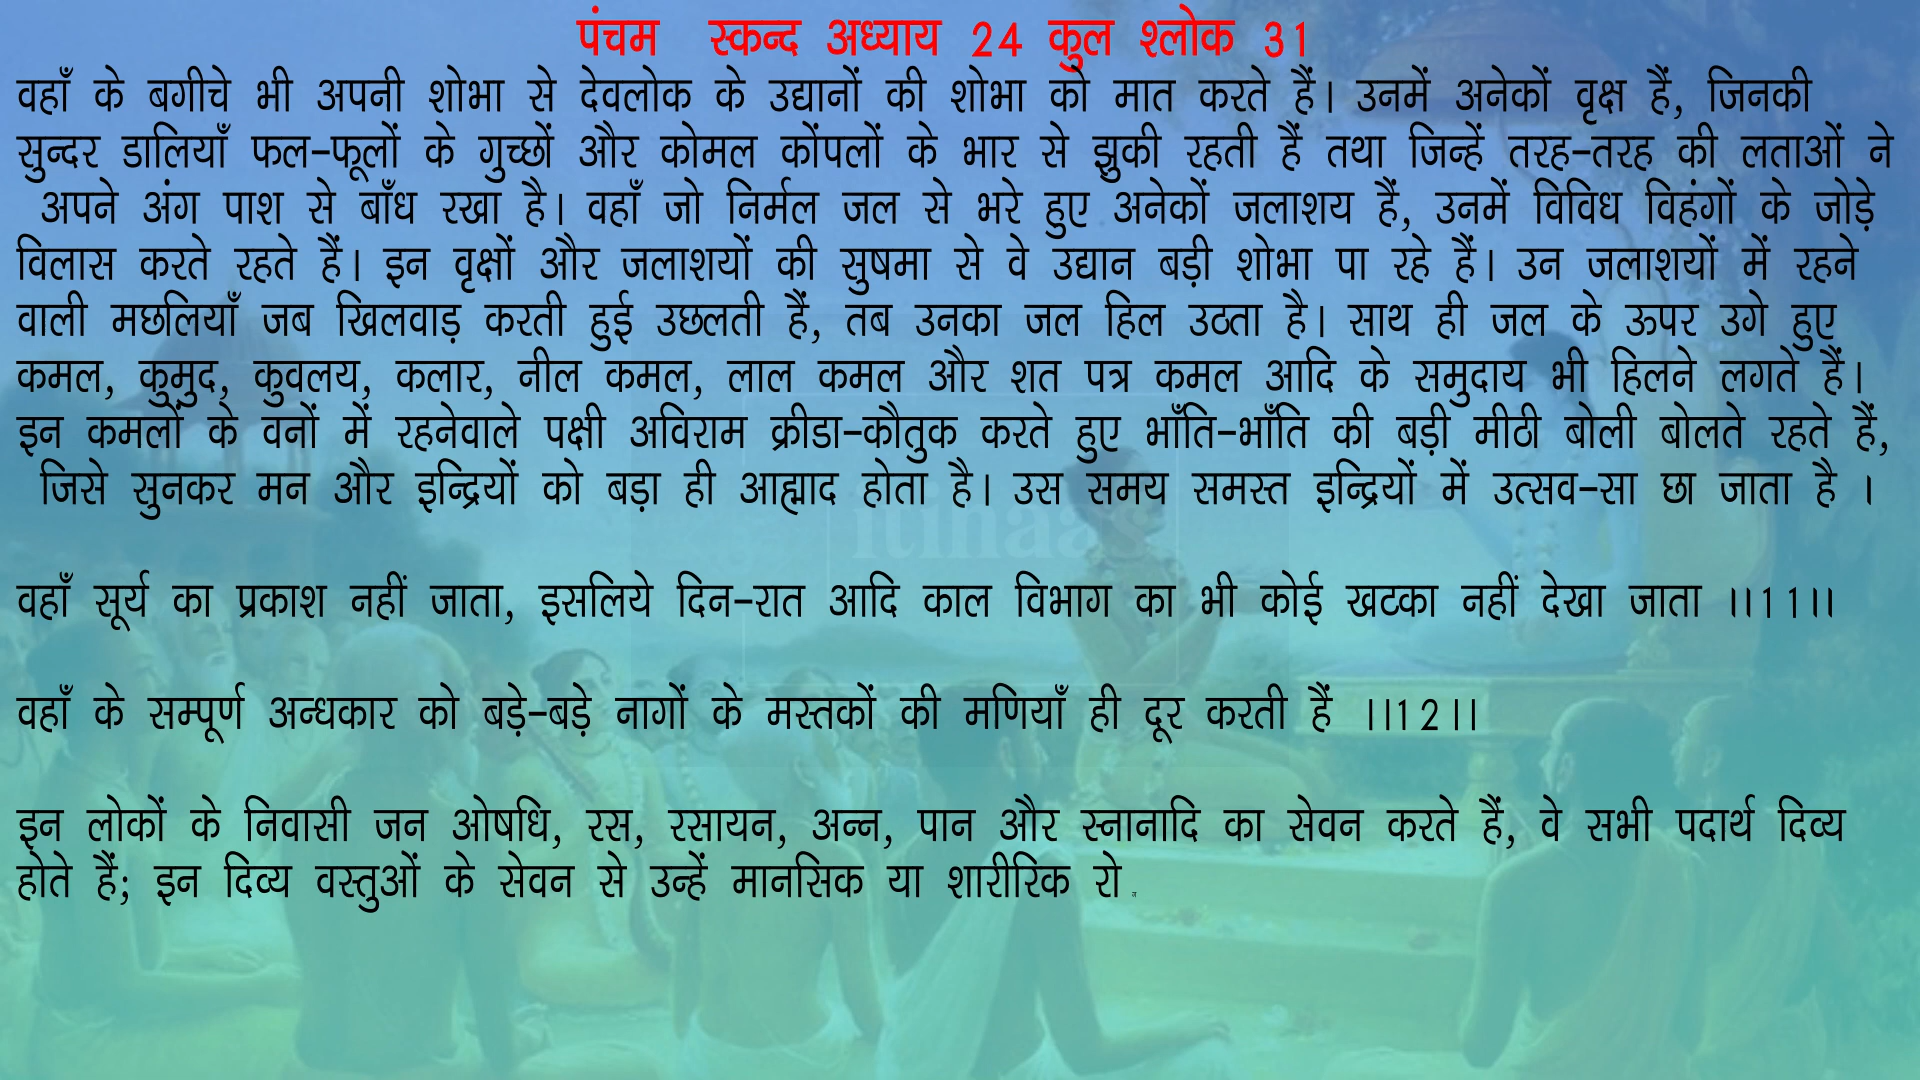 पंचम स्कन्द अध्याय 24 कुल श्लोक 31
वहाँ के बगीचे भी अपनी शोभा से देवलोक के उद्यानों की शोभा को मात करते हैं। उनमें अनेकों वृक्ष हैं, जिनकी
सुन्दर डालियाँ फल-फूलों के गुच्छों और कोमल कोंपलों के भार से झुकी रहती हैं तथा जिन्हें तरह-तरह की लताओं ने
अपने अंग पाश से बाँध रखा है। वहाँ जो निर्मल जल से भरे हुए अनेकों जलाशय हैं, उनमें विविध विहंगों के जोड़े
विलास करते रहते हैं। इन वृक्षों और जलाशयों की सुषमा से वे उद्यान बड़ी शोभा पा रहे हैं। उन जलाशयों में रहने
वाली मछलियाँ जब खिलवाड़ करती हुई उछलती हैं, तब उनका जल हिल उठता है। साथ ही जल के ऊपर उगे हुए
कमल, कुमुद, कुवलय, कलार, नील कमल, लाल कमल और शत पत्र कमल आदि के समुदाय भी हिलने लगते हैं।
इन कमलों के वनों में रहनेवाले पक्षी अविराम क्रीडा-कौतुक करते हुए भाँति-भाँति की बड़ी मीठी बोली बोलते रहते हैं,
जिसे सुनकर मन और इन्द्रियों को बड़ा ही आह्लाद होता है। उस समय समस्त इन्द्रियों में उत्सव-सा छा जाता है ।
itihaas
वहाँ सूर्य का प्रकाश नहीं जाता, इसलिये दिन-रात आदि काल विभाग का भी कोई खटका नहीं देखा जाता ।।11।।
वहाँ के सम्पूर्ण अन्धकार को बड़े-बड़े नागों के मस्तकों की मणियाँ ही दूर करती हैं ।।12।।
इन लोकों के निवासी जन ओषधि, रस, रसायन, अन्न, पान और स्नानादि का सेवन करते हैं, वे सभी पदार्थ दिव्य
होते हैं; इन दिव्य वस्तुओं के सेवन से उन्हें मानसिक या शारीरिक रो